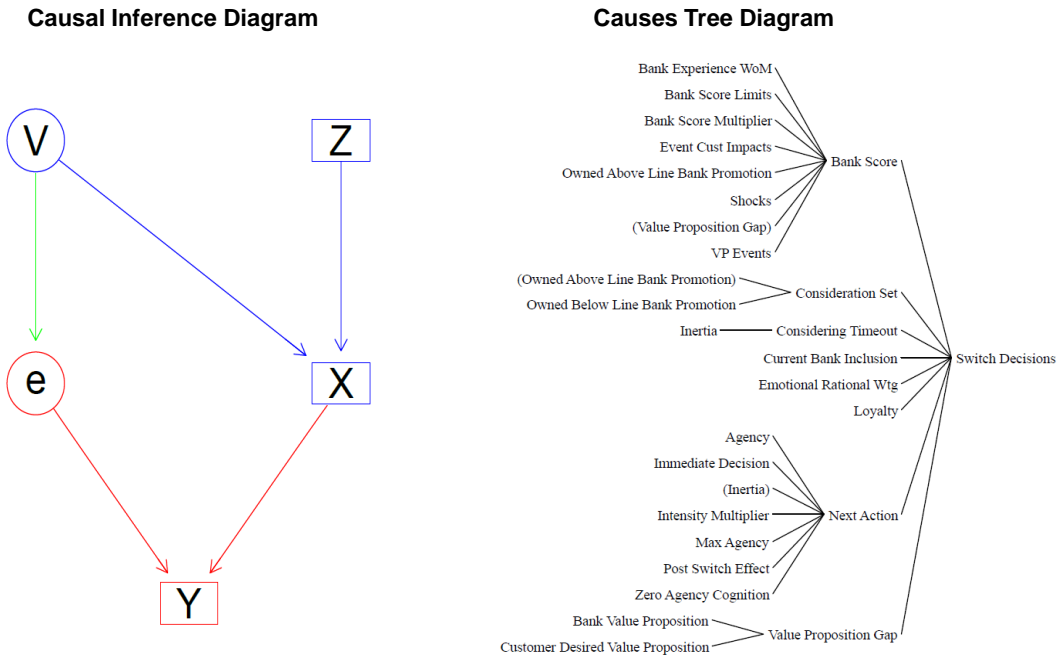 Causal Inference Diagram
V
Z
e
X
Y
Causes Tree Diagram
Bank Experience WoM
Bank Score Limits
Bank Score Multiplier
Event Cust Impacts
Owned Above Line Bank Promotion
Shocks
(Value Proposition Gap)
VP Events
Bank Score
(Owned Above Line Bank Promotion)
Owned Below Line Bank Promotion
Consideration Set
Inertia
Considering Timeout
Current Bank Inclusion
Emotional Rational Wtg
Loyalty
Switch Decisions
Agency
Immediate Decision
(Inertia)
Intensity Multiplier
Max Agency
Post Switch Effect
Zero Agency Cognition
Next Action
Bank Value Proposition
Customer Desired Value Proposition
Value Proposition Gap